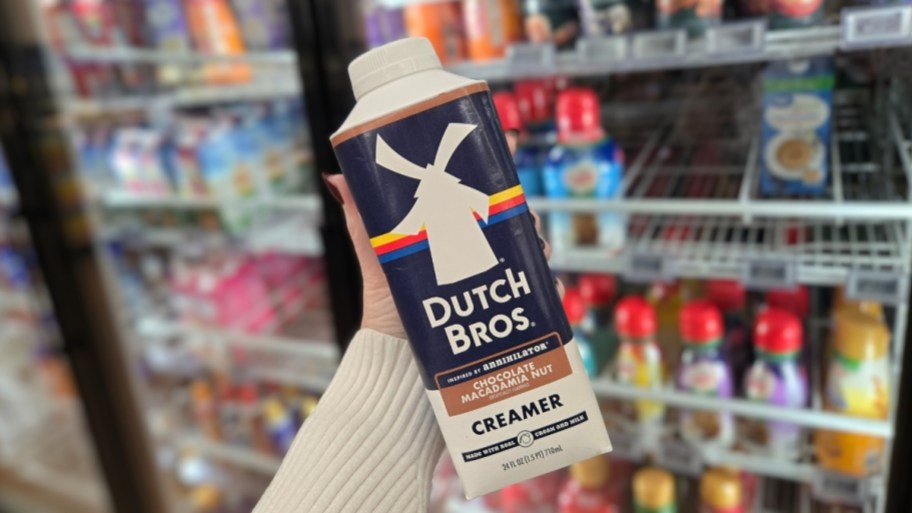 DUTCH
BROS.
INSPIRED BY ANNIHILATOR
CHOCOLATE
MACADAMIA NUT
CREAMER
MADE WITH REAL CREAM AND MILK
24 FL OZ (1.5 PT) 710mL